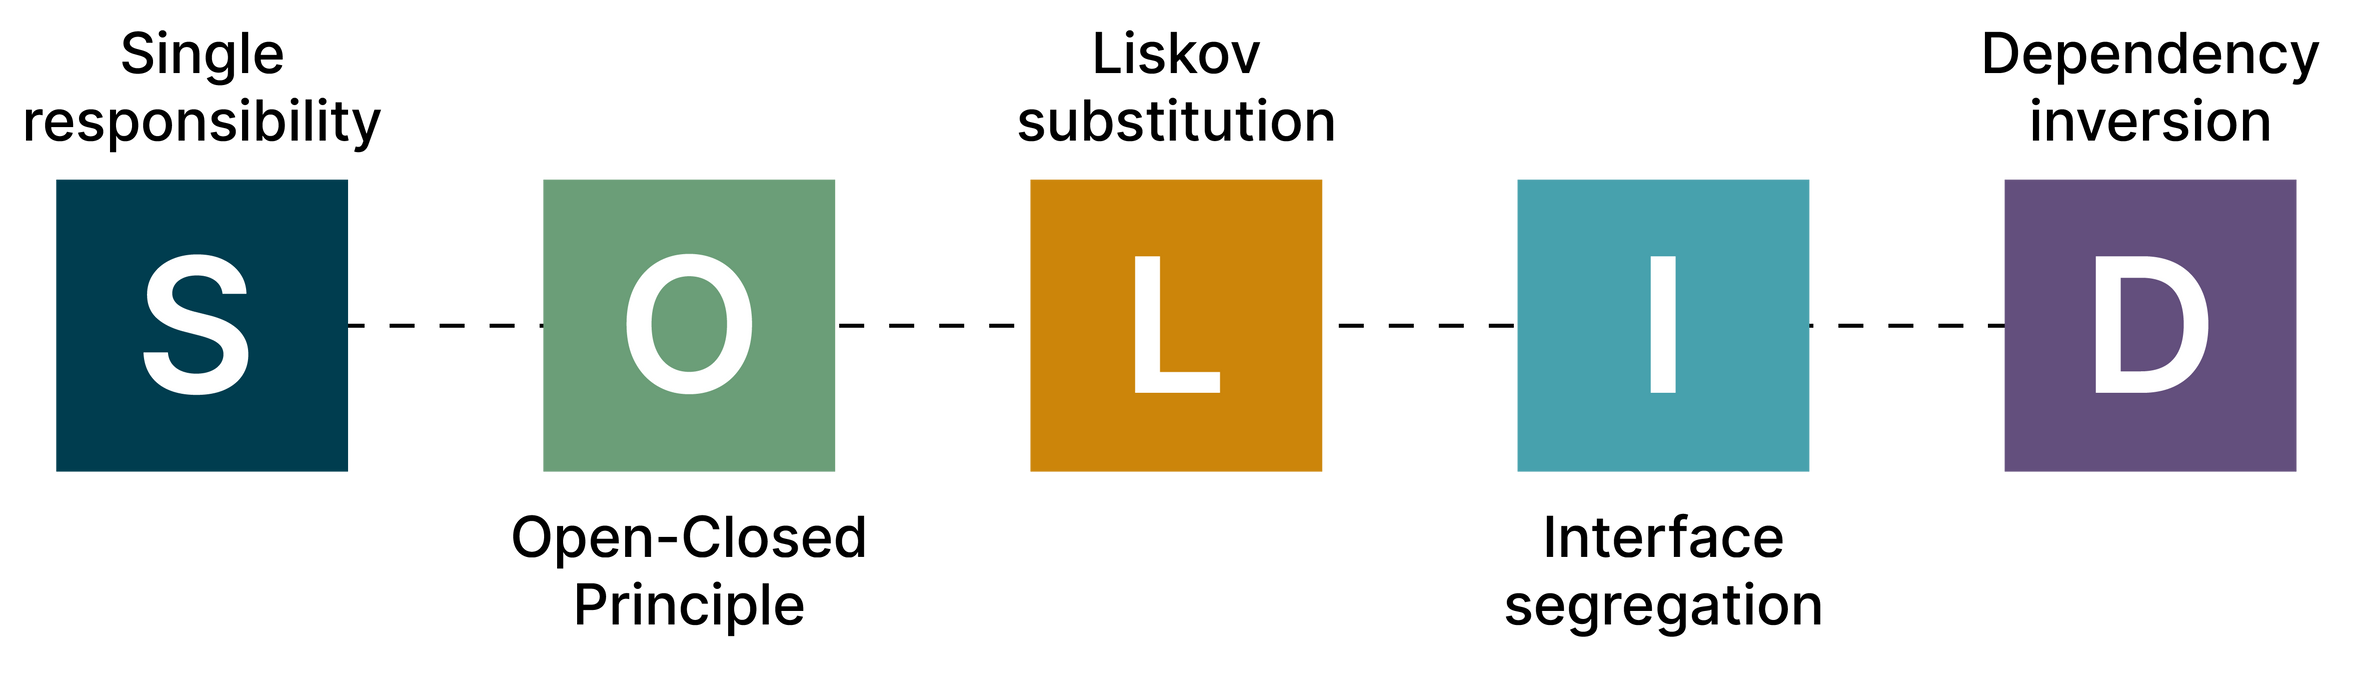 Single
responsibility
Liskov
substitution
Dependency
inversion
S
O
L
I
D
Open-Closed
Principle
Interface
segregation